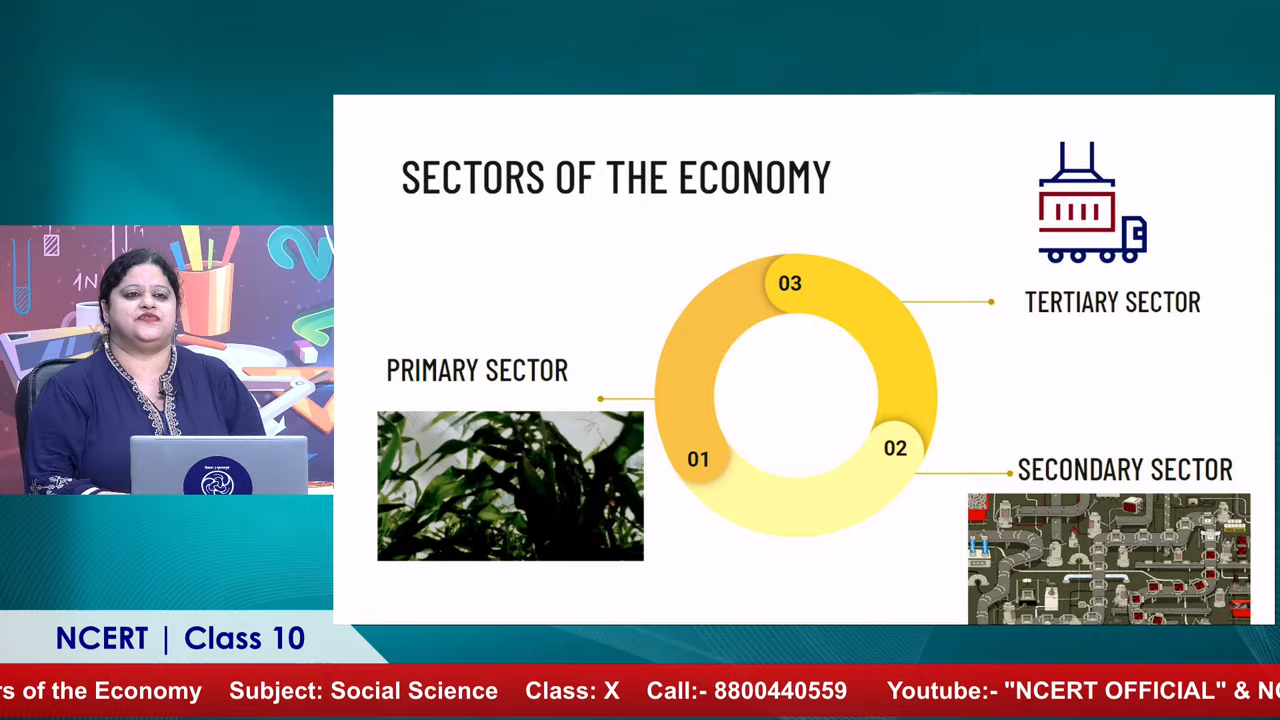 SECTORS OF THE ECONOMY
03
TERTIARY SECTOR
PRIMARY SECTOR
01
02
SECONDARY SECTOR
NCERT | Class 10
rs of the Economy Subject: Social Science Class: X Call:- 8800440559 Youtube:- "NCERT OFFICIAL" & NC